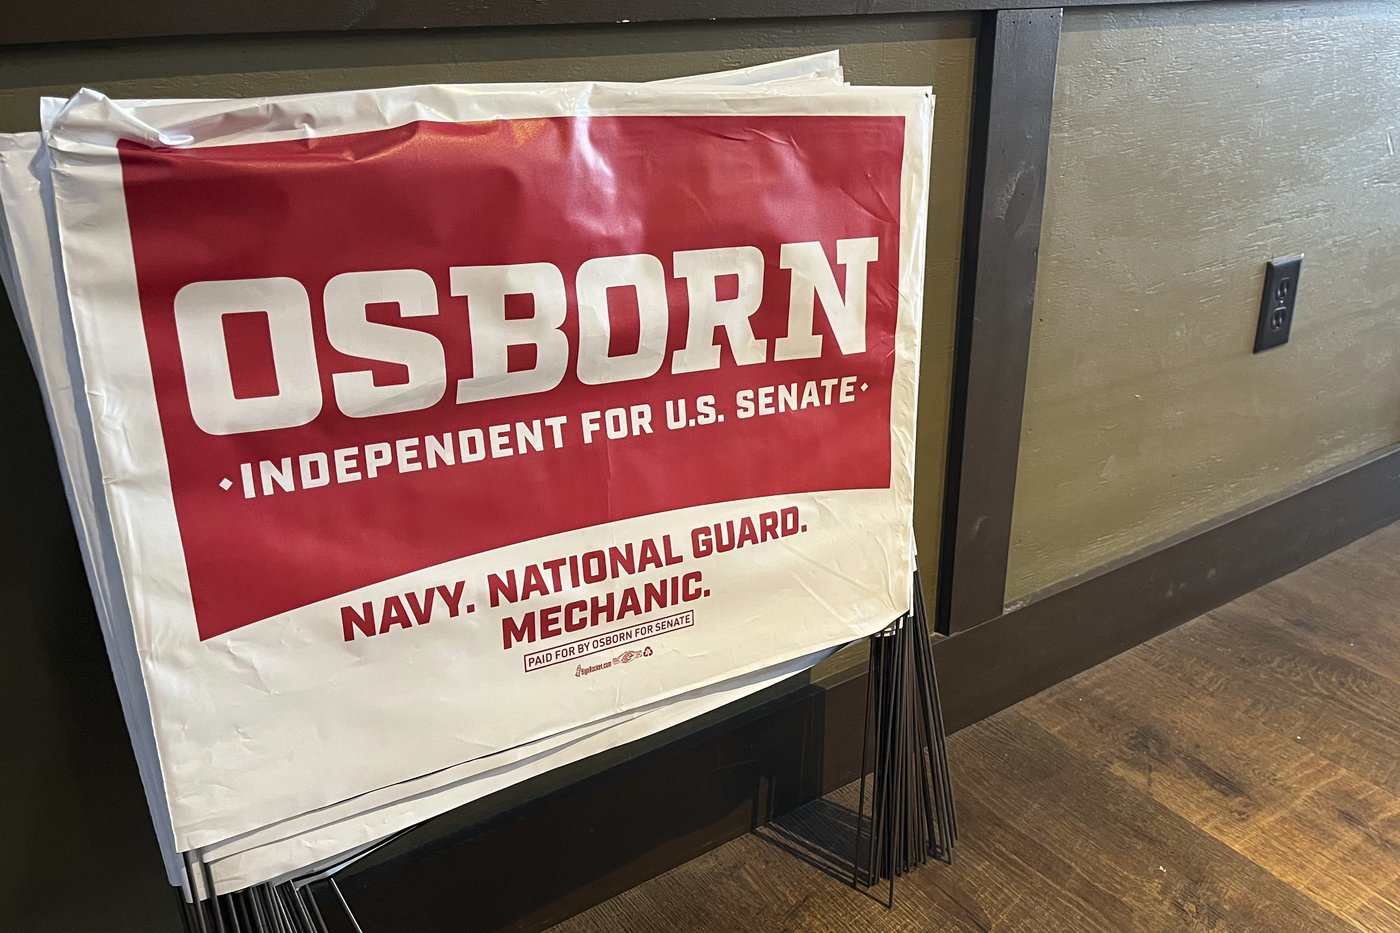 OSBORN
·INDEPENDENT FOR U.S. SENATE·
NAVY. NATIONAL GUARD.
MECHANIC.
PAID FOR BY OSBORN FOR SENATE